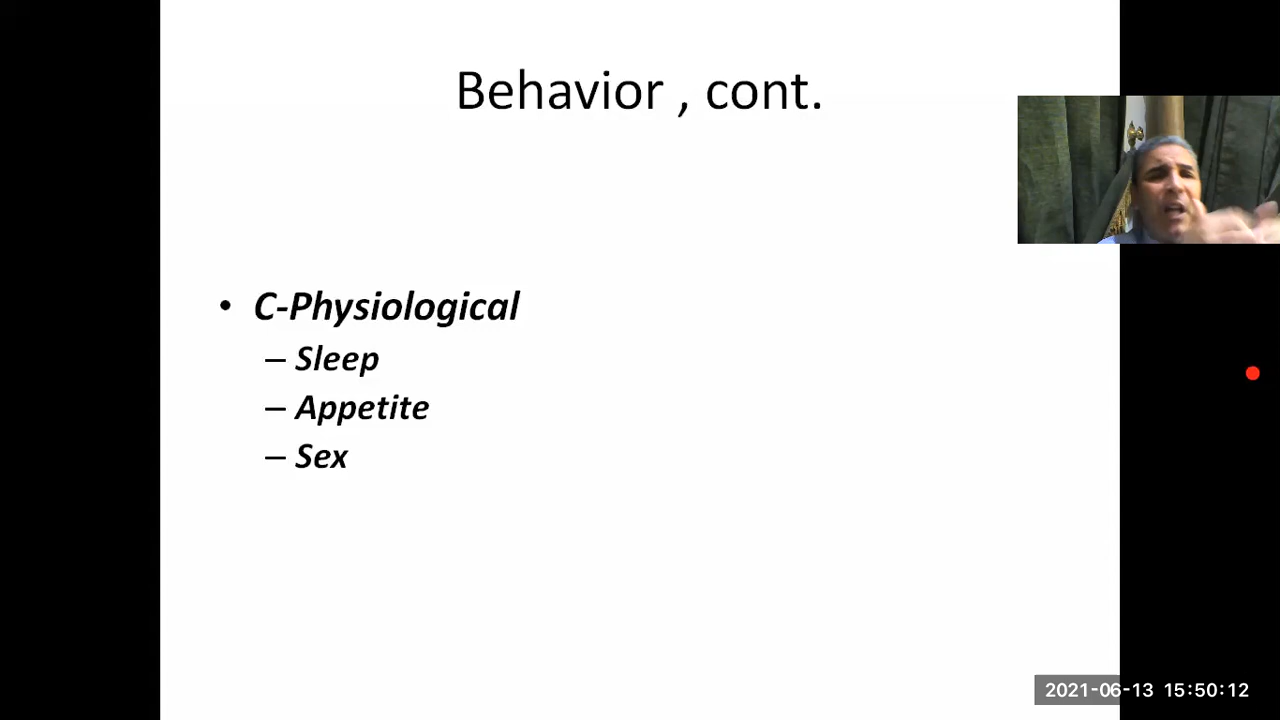 Behavior , cont.
• C-Physiological
– Sleep
– Appetite
– Sex
2021-06-13 15:50:12